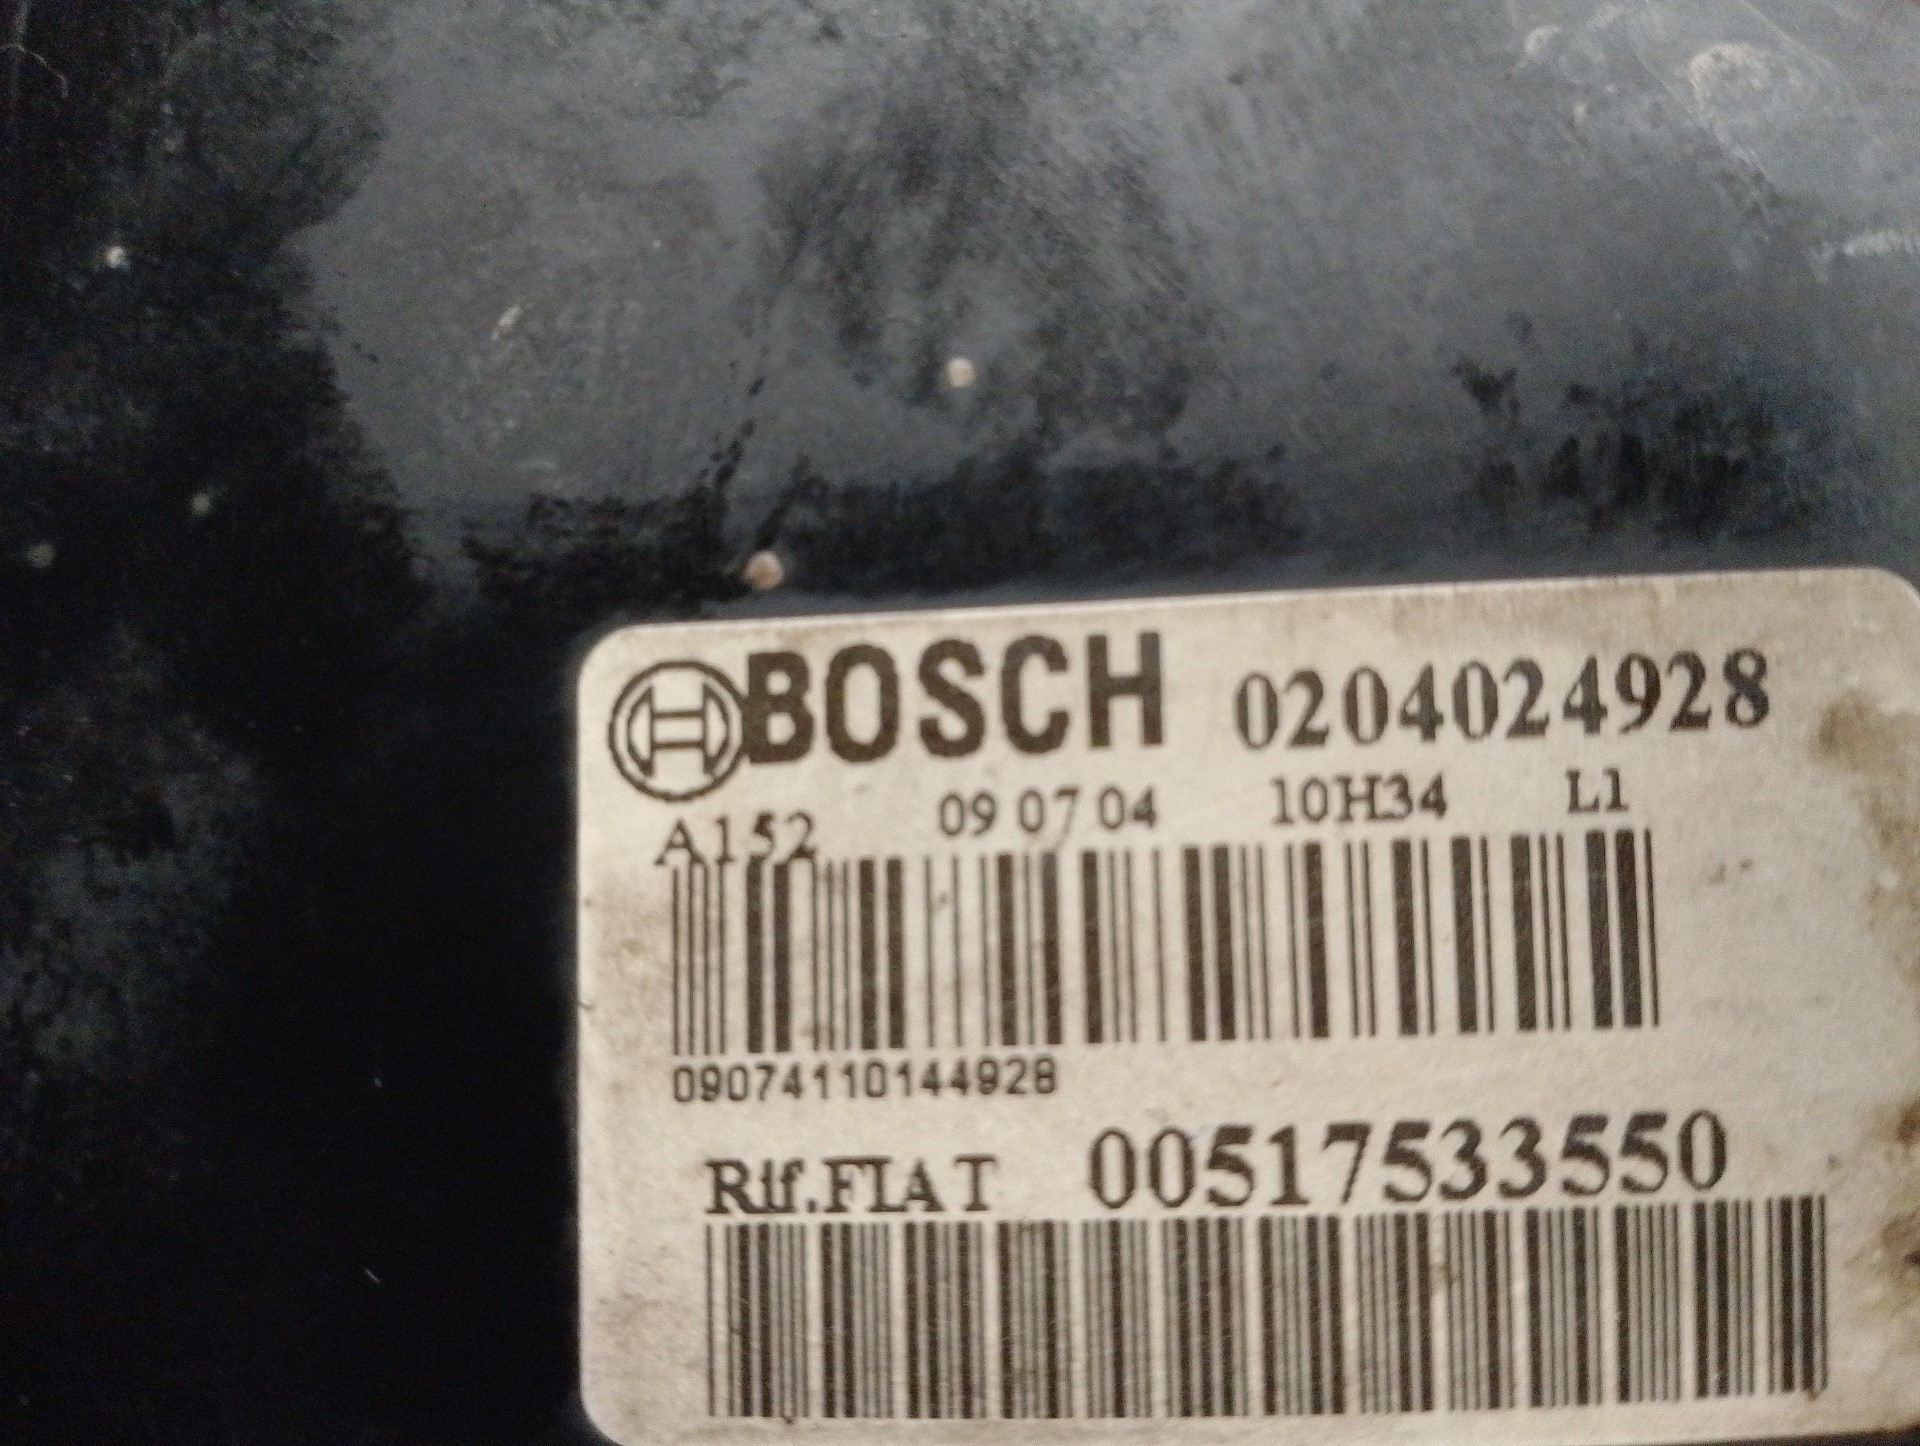 BOSCH 0204024928
A152 09 07 04 10H34 L1
09074110144928
Rif.FIAT 00517533550